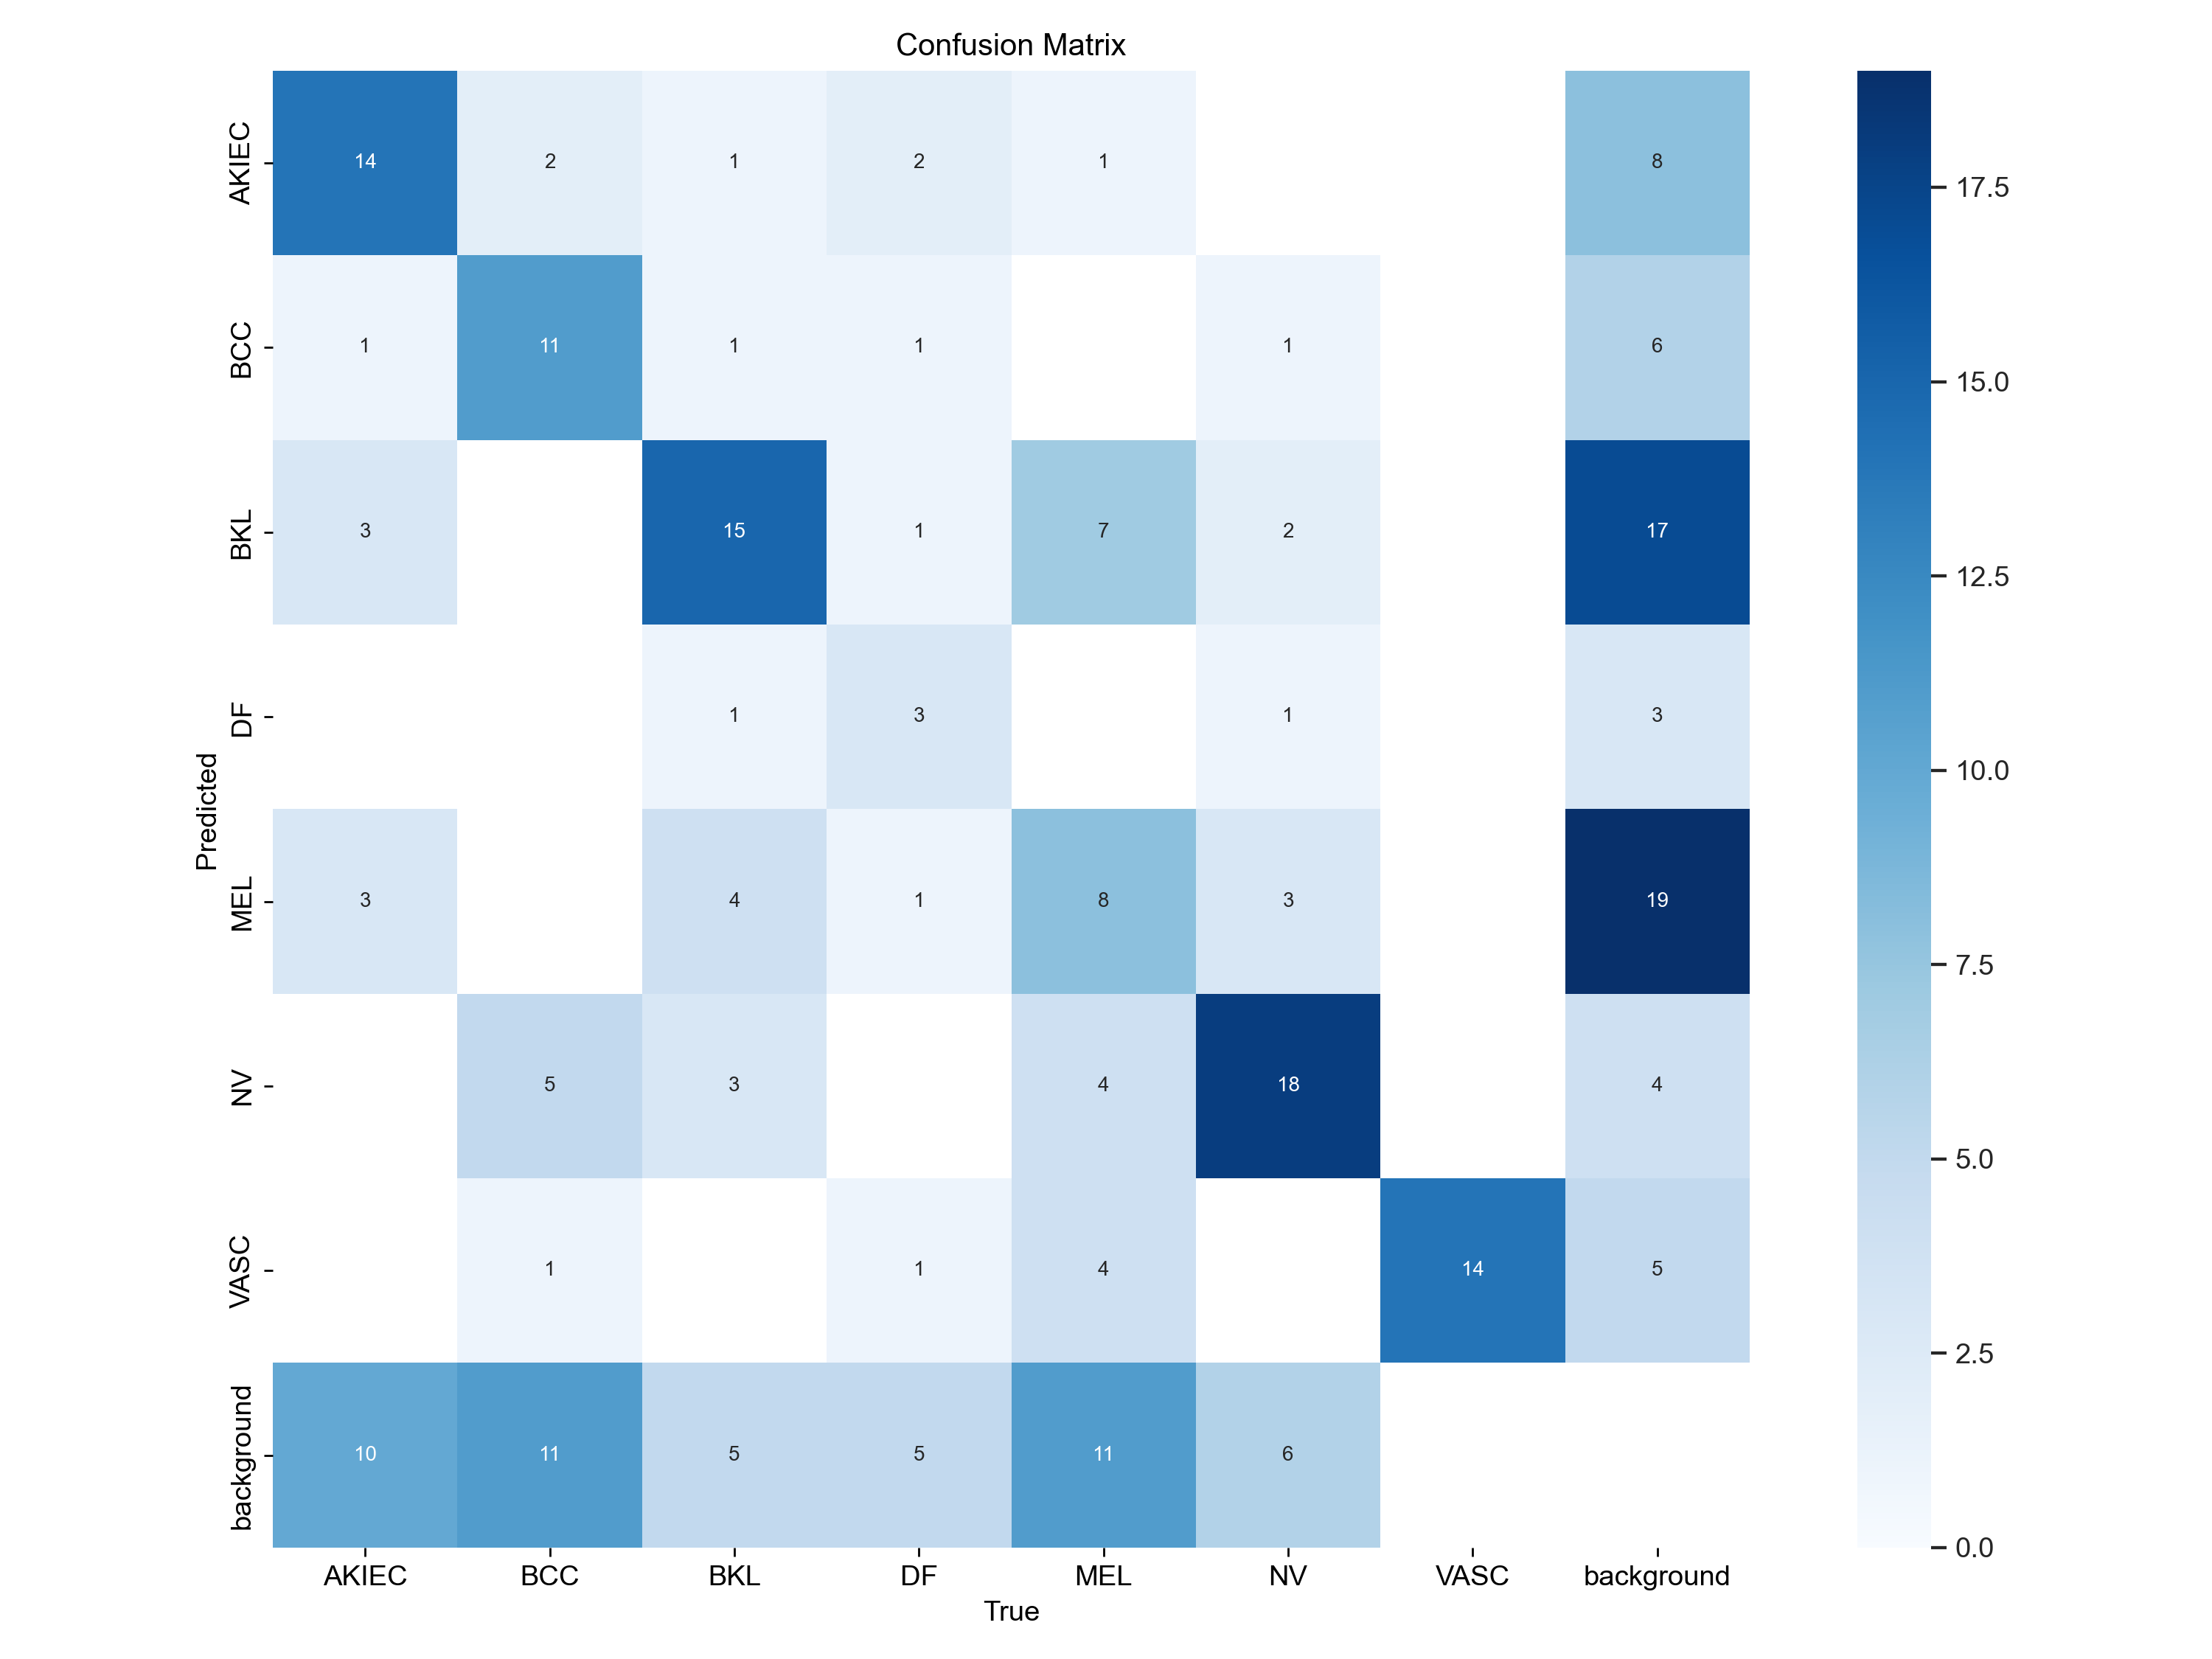 Confusion Matrix
AKIEC 14 2 1 2 1 8
BCC 1 11 1 1 1 6
BKL 3 15 1 7 2 17
DF 1 3 1 3
MEL 3 4 1 8 3 19
NV 5 3 4 18 4
VASC 1 1 4 14 5
background 10 11 5 5 11 6
AKIEC BCC BKL DF MEL NV VASC background
True
Predicted
17.5
15.0
12.5
10.0
7.5
5.0
2.5
0.0